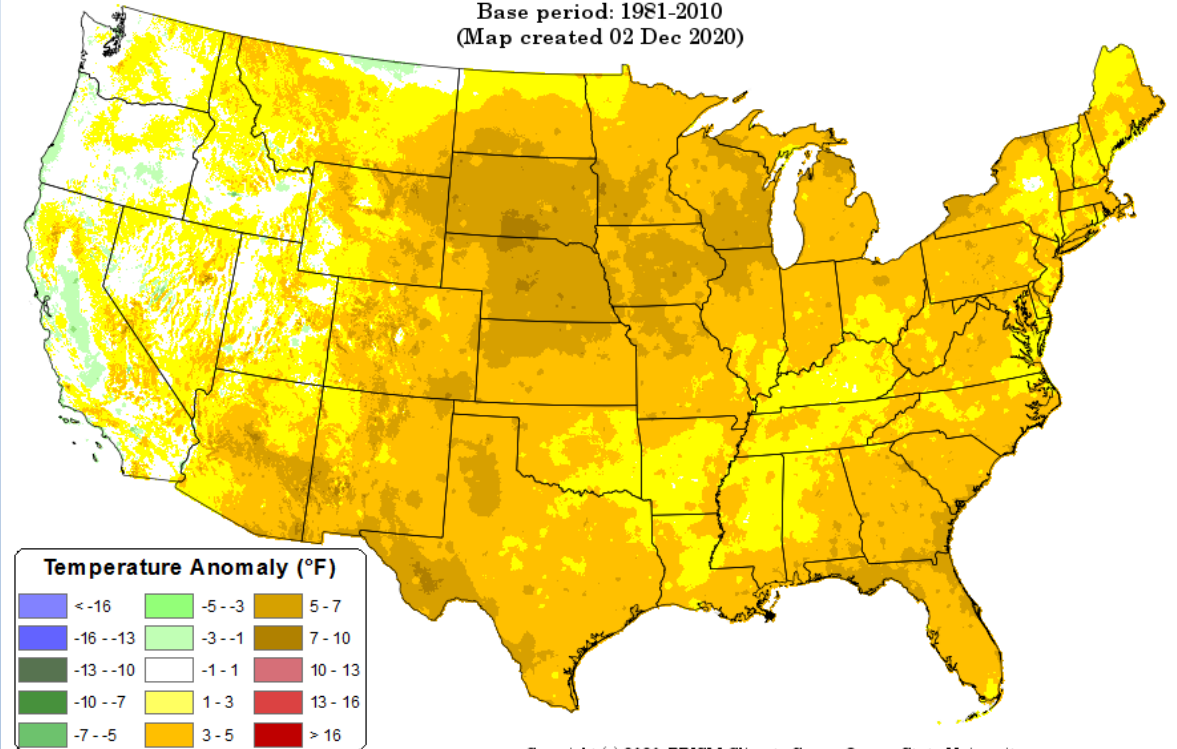 Base period: 1981-2010
(Map created 02 Dec 2020)
Temperature Anomaly (°F)
< -16
-5 - -3
5 - 7
-16 - -13
-3 - -1
7 - 10
-13 - -10
-1 - 1
10 - 13
-10 - -7
1 - 3
13 - 16
-7 - -5
3 - 5
> 16